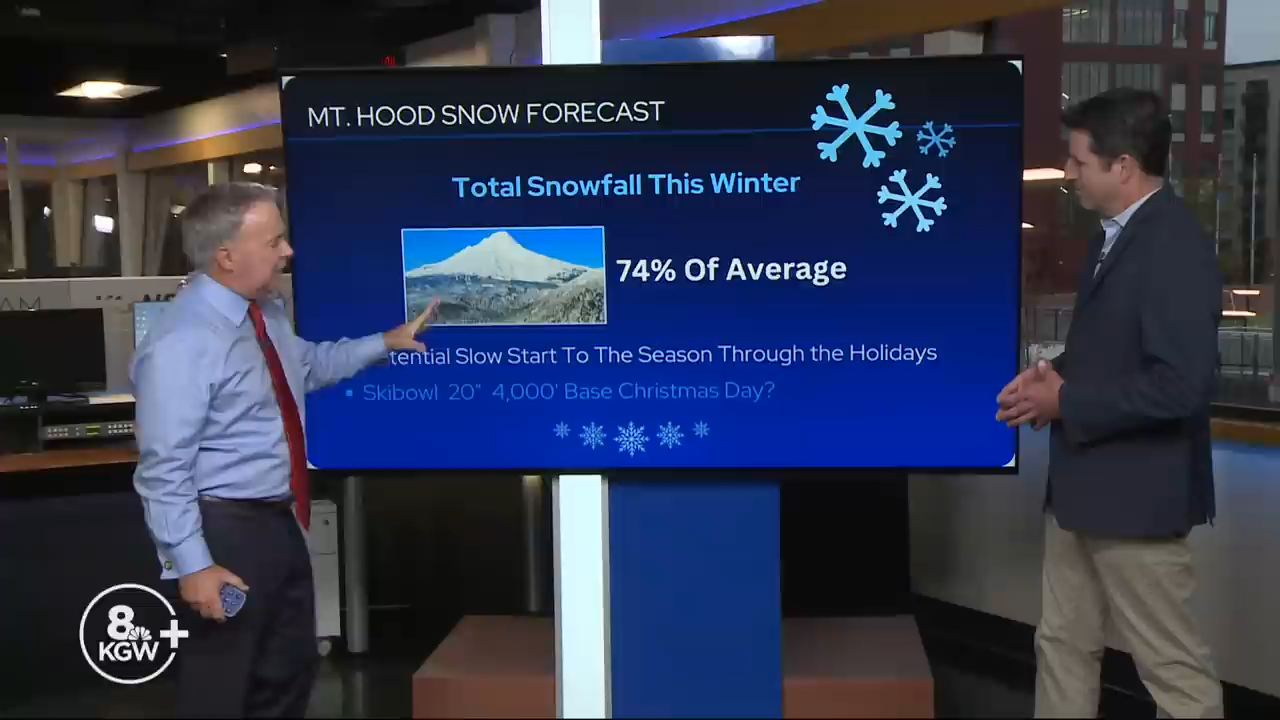 MT. HOOD SNOW FORECAST
Total Snowfall This Winter
74% Of Average
tential Slow Start To The Season Through the Holidays
▪ Skibowl 20" 4,000' Base Christmas Day?
AM
8
KGW+